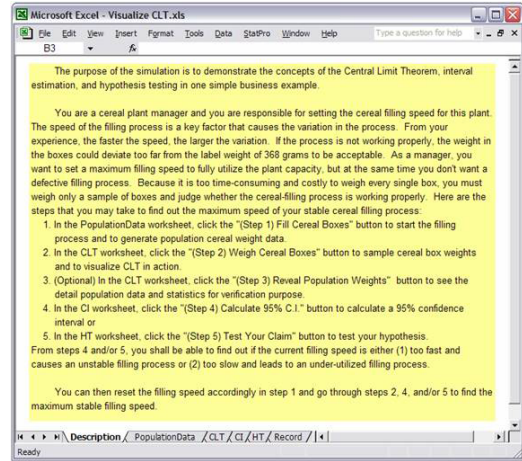 Microsoft Excel - Visualize CLT.xls
File Edit View Insert Format Tools Data StatPro Window Help Type a question for help
B3 fx
The purpose of the simulation is to demonstrate the concepts of the Central Limit Theorem, interval
estimation, and hypothesis testing in one simple business example.
You are a cereal plant manager and you are responsible for setting the cereal filling speed for this plant.
The speed of the filling process is a key factor that causes the variation in the process. From your
experience, the faster the speed, the larger the variation. If the process is not working properly, the weight in
the boxes could deviate too far from the label weight of 368 grams to be acceptable. As a manager, you
want to set a maximum filling speed to fully utilize the plant capacity, but at the same time you don't want a
defective filling process. Because it is too time-consuming and costly to weigh every single box, you must
weigh only a sample of boxes and judge whether the cereal-filling process is working properly. Here are the
steps that you may take to find out the maximum speed of your stable cereal filling process:
1. In the PopulationData worksheet, click the "(Step 1) Fill Cereal Boxes" button to start the filling
process and to generate population cereal weight data.
2. In the CLT worksheet, click the "(Step 2) Weigh Cereal Boxes" button to sample cereal box weights
and to visualize CLT in action.
3. (Optional) In the CLT worksheet, click the "(Step 3) Reveal Population Weights" button to see the
detail population data and statistics for verification purpose.
4. In the CI worksheet, click the "(Step 4) Calculate 95% C.I." button to calculate a 95% confidence
interval or
5. In the HT worksheet, click the "(Step 5) Test Your Claim" button to test your hypothesis.
From steps 4 and/or 5, you shall be able to find out if the current filling speed is either (1) too fast and
causes an unstable filling process or (2) too slow and leads to an under-utilized filling process.
You can then reset the filling speed accordingly in step 1 and go through steps 2, 4, and/or 5 to find the
maximum stable filling speed.
Description / PopulationData / CLT / CI / HT / Record /
Ready